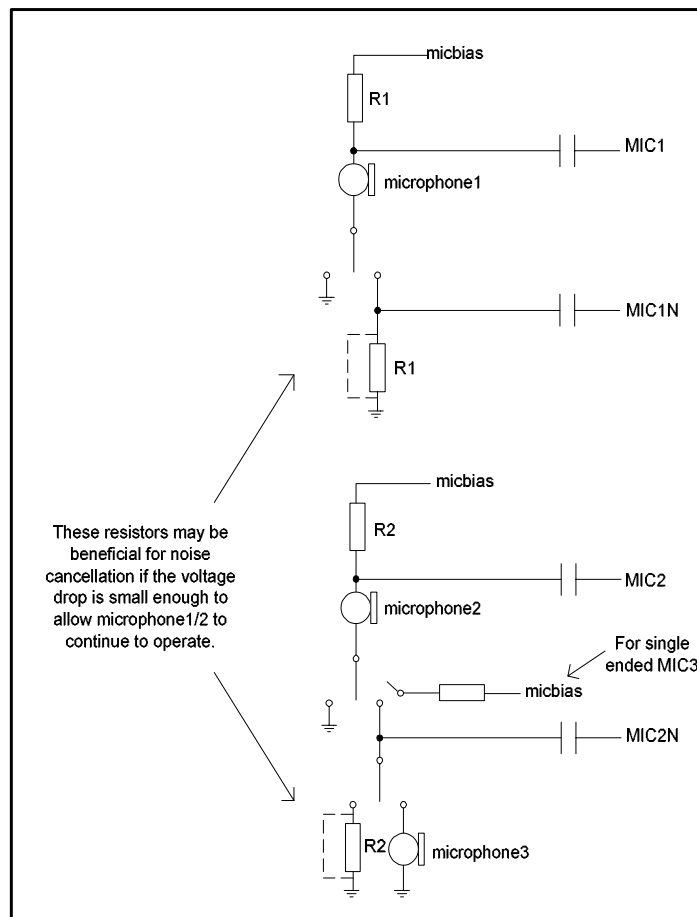 micbias
R1
MIC1
microphone1
MIC1N
R1
micbias
R2
These resistors may be
beneficial for noise
cancellation if the voltage
drop is small enough to
allow microphone1/2 to
continue to operate.
MIC2
microphone2
For single
ended MIC3
micbias
MIC2N
R2
microphone3